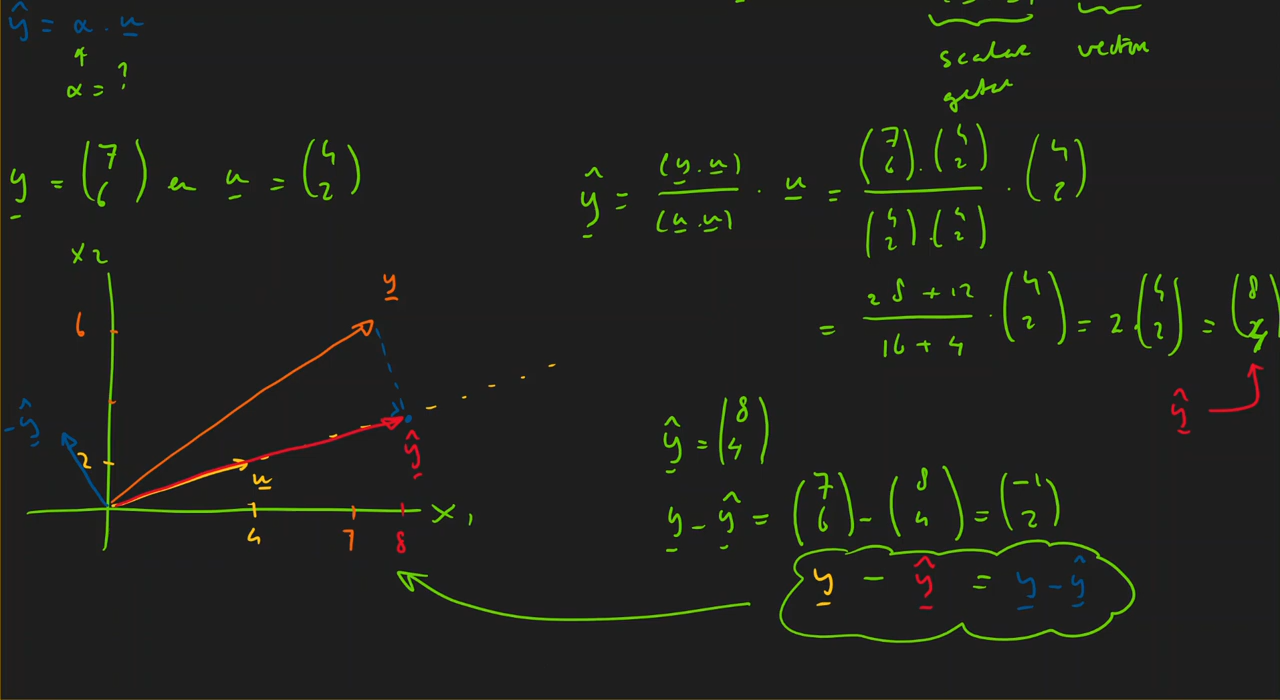 ŷ = α · u
α = ?
scalar vector
getal
y = (7 6) en u = (4 2)
ŷ = (y·u)/(u·u) · u = ((7 6)·(4 2))/((4 2)·(4 2)) · (4 2)
= (28 + 12)/(16 + 4) · (4 2) = 2 (4 2) = (8 4)
ŷ
x2
y
6
-ŷ
2
u
ŷ
4
7
8
x1
ŷ = (8 4)
y - ŷ = (7 6) - (8 4) = (-1 2)
y - ŷ = y - ŷ